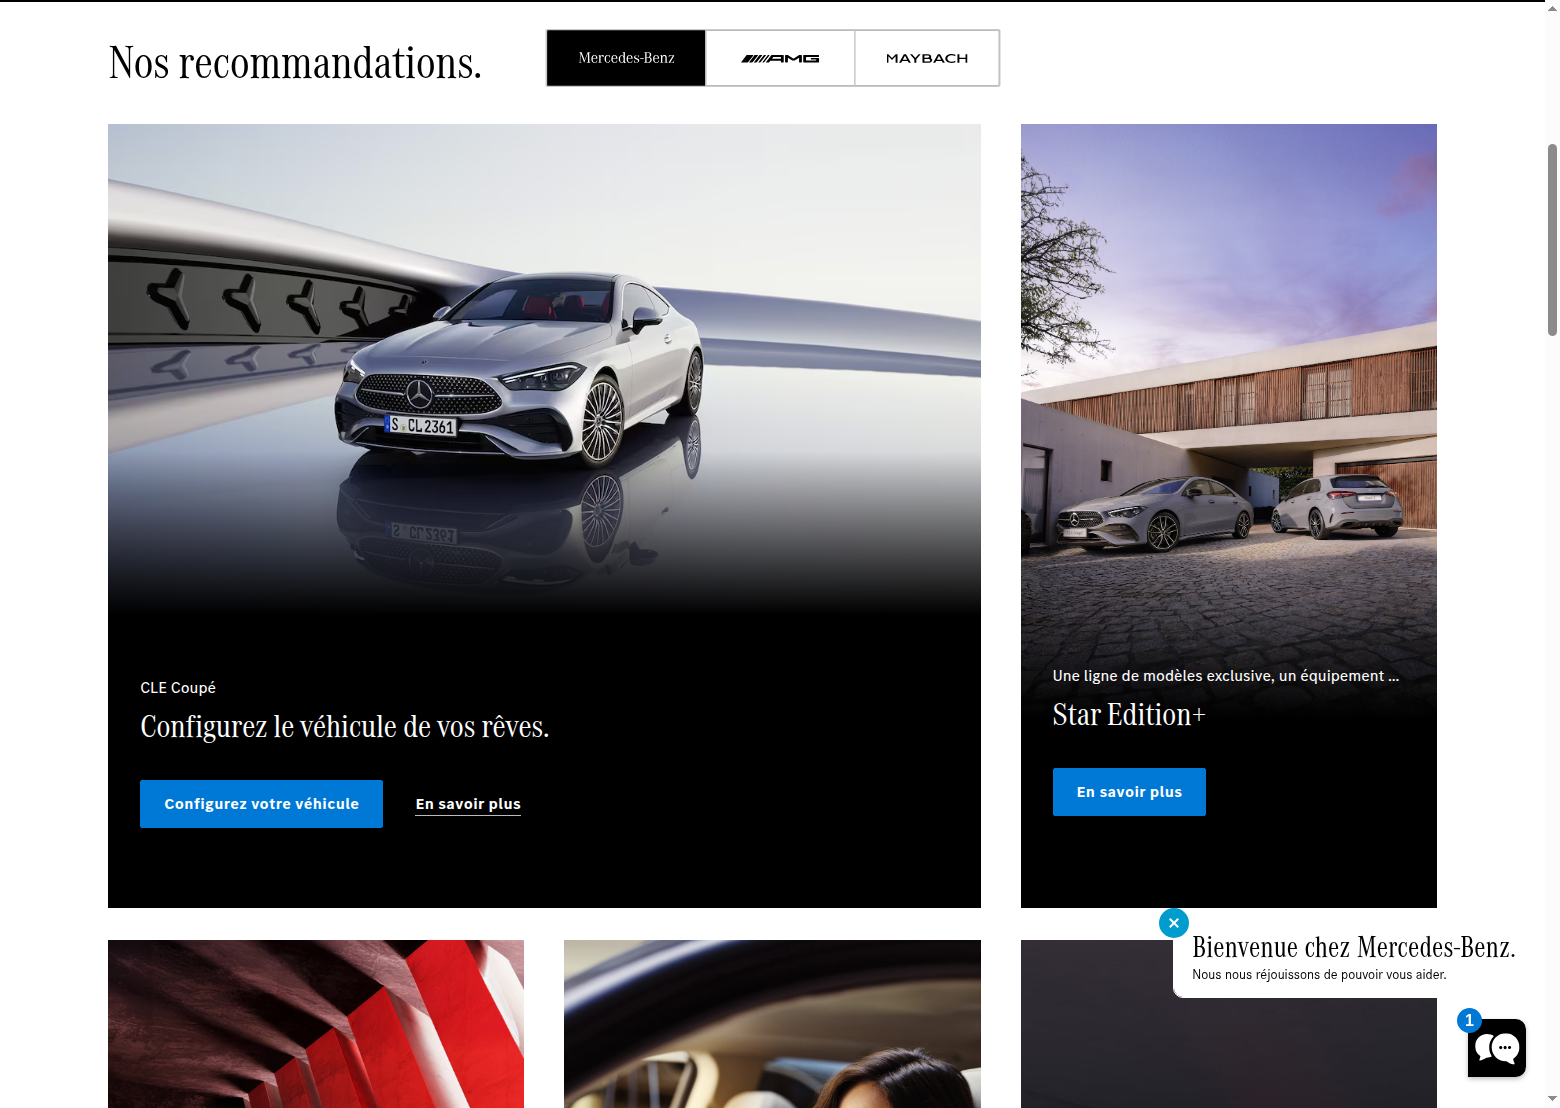 Nos recommandations.
Mercedes-Benz
AMG
MAYBACH
S CL 2361
CLE Coupé
Configurez le véhicule de vos rêves.
Configurez votre véhicule
En savoir plus
Une ligne de modèles exclusive, un équipement ...
Star Edition+
En savoir plus
Bienvenue chez Mercedes-Benz.
Nous nous réjouissons de pouvoir vous aider.
1